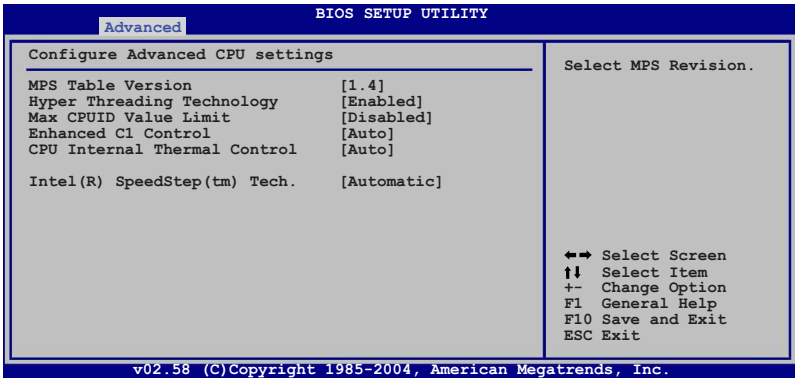 BIOS SETUP UTILITY
Advanced
Configure Advanced CPU settings
MPS Table Version [1.4]
Hyper Threading Technology [Enabled]
Max CPUID Value Limit [Disabled]
Enhanced C1 Control [Auto]
CPU Internal Thermal Control [Auto]
Intel(R) SpeedStep(tm) Tech. [Automatic]
Select MPS Revision.
←→ Select Screen
↑↓ Select Item
+- Change Option
F1 General Help
F10 Save and Exit
ESC Exit
v02.58 (C)Copyright 1985-2004, American Megatrends, Inc.